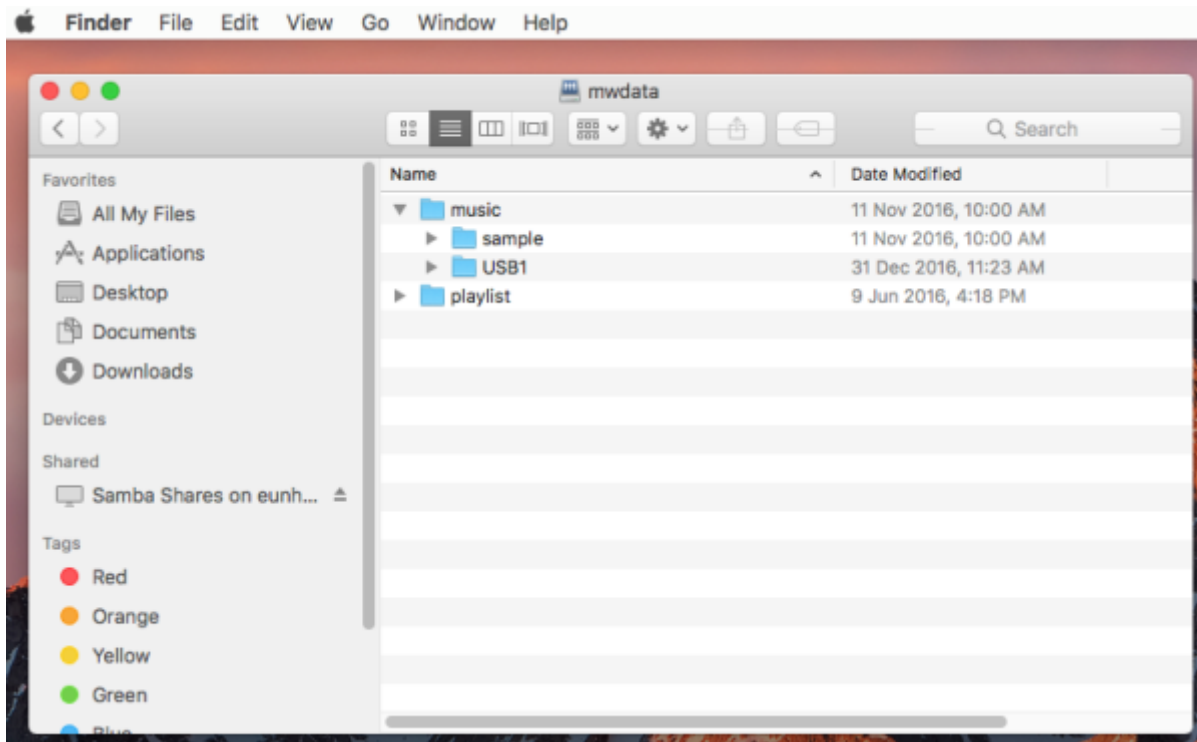 Finder File Edit View Go Window Help
mwdata
Search
Favorites
All My Files
Applications
Desktop
Documents
Downloads
Devices
Shared
Samba Shares on eunh...
Tags
Red
Orange
Yellow
Green
Blue
Name Date Modified
music 11 Nov 2016, 10:00 AM
sample 11 Nov 2016, 10:00 AM
USB1 31 Dec 2016, 11:23 AM
playlist 9 Jun 2016, 4:18 PM